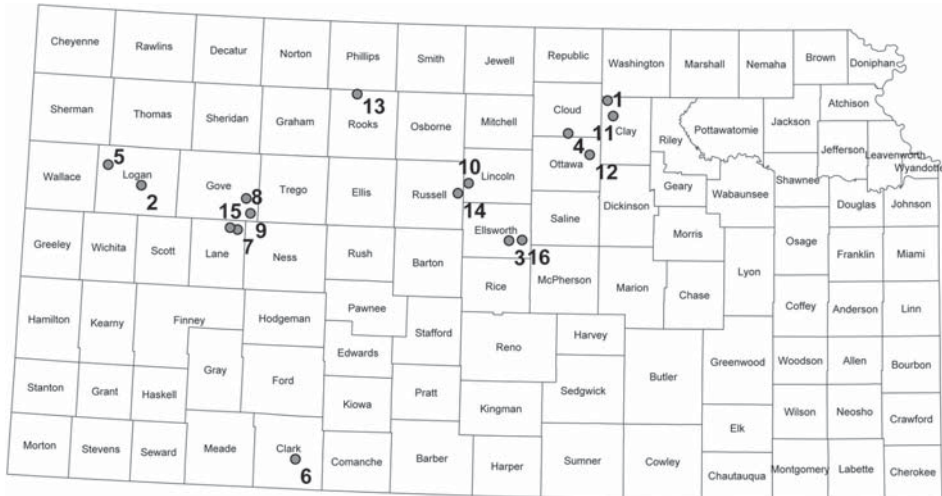 Cheyenne Rawlins Decatur Norton Phillips Smith Jewell Republic Washington Marshall Nemaha Brown Doniphan
Sherman Thomas Sheridan Graham 13 Rooks Osborne Mitchell Cloud 1 Clay Riley Pottawatomie Jackson Atchison
4 11 Jefferson Leavenworth Wyandotte
Wallace 5 Logan 2 Gove 8 Trego Ellis Russell 10 Lincoln Ottawa 12 Geary Wabaunsee Shawnee Douglas Johnson
15 9 14 Saline Dickinson Morris Osage
Greeley Wichita Scott Lane 7 Ness Rush Barton Ellsworth 3 16 McPherson Marion Chase Lyon Franklin Miami
Rice
Hamilton Kearny Finney Hodgeman Pawnee Stafford Reno Harvey Butler Greenwood Coffey Anderson Linn
Gray Ford Edwards Sedgwick Woodson Allen Bourbon
Stanton Grant Haskell Kiowa Pratt Kingman Elk Wilson Neosho Crawford
Morton Stevens Seward Meade Clark 6 Comanche Barber Harper Sumner Cowley Chautauqua Montgomery Labette Cherokee